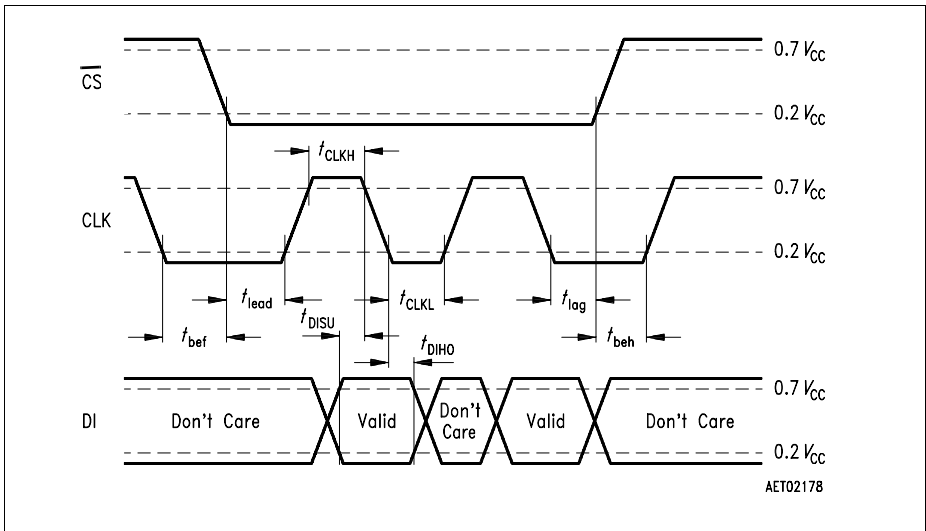 0.7 VCC
CS
0.2 VCC
tCLKH
0.7 VCC
CLK
0.2 VCC
tlead
tCLKL
tlag
tDISU
tbef
tDIHO
tbeh
0.7 VCC
DI
Don't Care
Valid
Don't
Care
Valid
Don't Care
0.2 VCC
AET02178